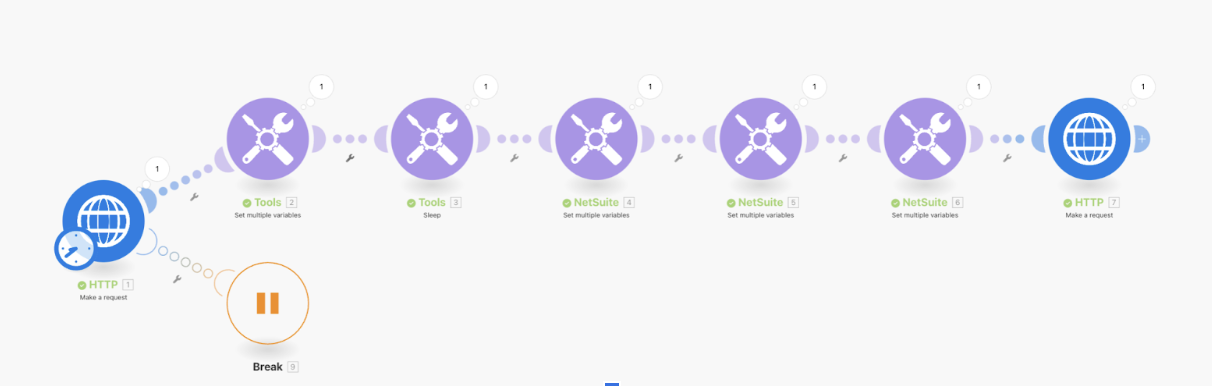 1
1
1
1
1
1
1
Tools 2
Set multiple variables
Tools 3
Sleep
NetSuite 4
Set multiple variables
NetSuite 5
Set multiple variables
NetSuite 6
Set multiple variables
HTTP 7
Make a request
HTTP 1
Make a request
Break 9